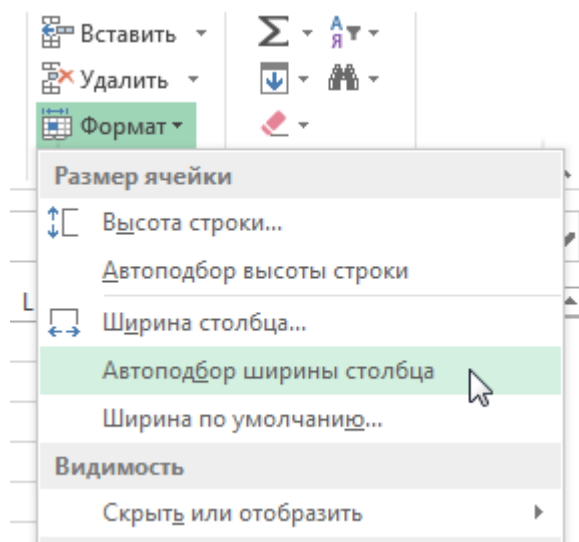 Вставить
Удалить
Формат
Σ
А
Я
Размер ячейки
Высота строки...
Автоподбор высоты строки
L
Ширина столбца...
Автоподбор ширины столбца
Ширина по умолчанию...
Видимость
Скрыть или отобразить